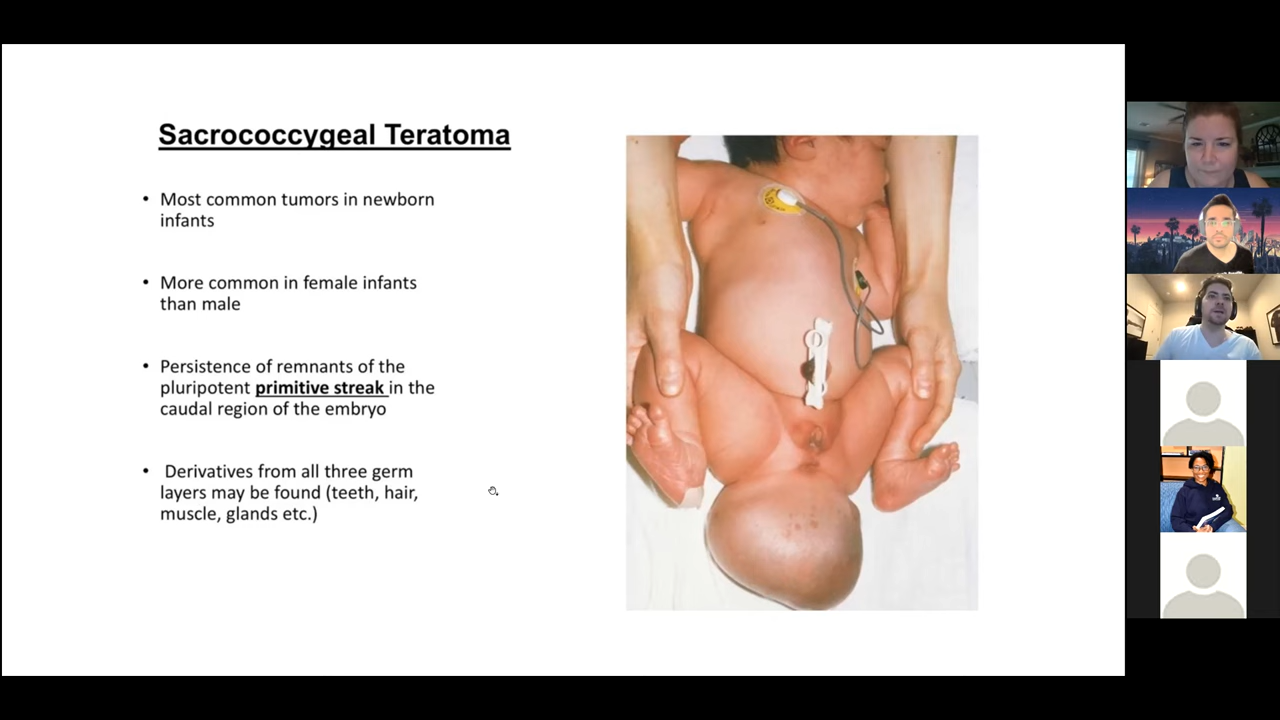 Sacrococcygeal Teratoma
• Most common tumors in newborn
infants
• More common in female infants
than male
• Persistence of remnants of the
pluripotent primitive streak in the
caudal region of the embryo
• Derivatives from all three germ
layers may be found (teeth, hair,
muscle, glands etc.)